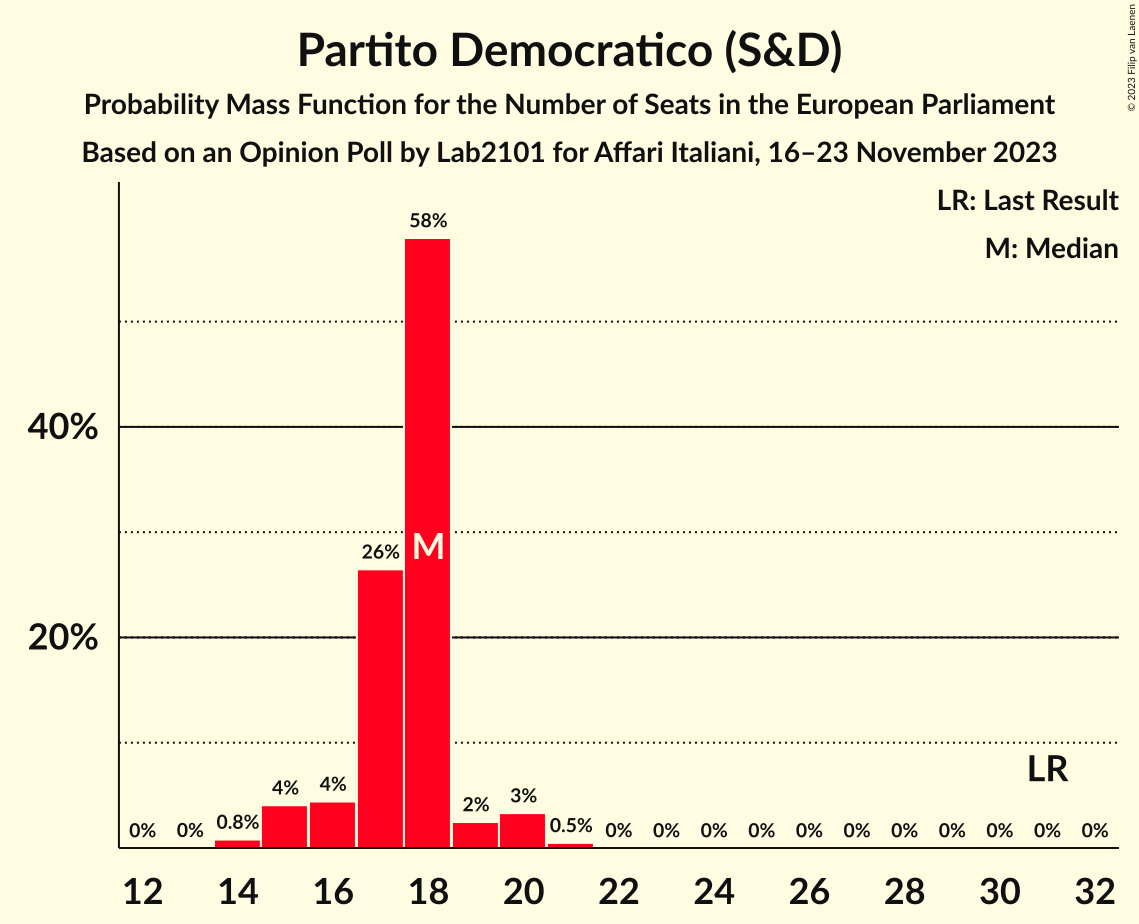 Partito Democratico (S&D)
Probability Mass Function for the Number of Seats in the European Parliament
Based on an Opinion Poll by Lab2101 for Affari Italiani, 16–23 November 2023
© 2023 Filip van Laenen
LR: Last Result
M: Median
58%
40%
M
26%
20%
LR
4%
4%
3%
2%
0.8%
0.5%
0% 0% 0% 0% 0% 0% 0% 0% 0% 0% 0% 0% 0%
12 14 16 18 20 22 24 26 28 30 32